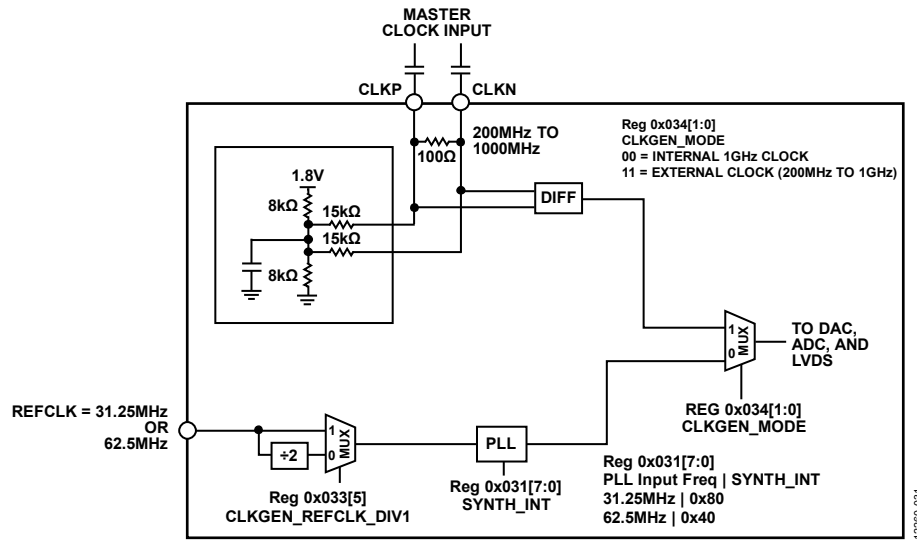 MASTER
CLOCK INPUT
CLKP
CLKN
100Ω
200MHz TO
1000MHz
Reg 0x034[1:0]
CLKGEN_MODE
00 = INTERNAL 1GHz CLOCK
11 = EXTERNAL CLOCK (200MHz TO 1GHz)
1.8V
8kΩ
15kΩ
15kΩ
8kΩ
DIFF
1
0
MUX
TO DAC,
ADC, AND
LVDS
REG 0x034[1:0]
CLKGEN_MODE
REFCLK = 31.25MHz
OR
62.5MHz
÷2
1
0
MUX
Reg 0x033[5]
CLKGEN_REFCLK_DIV1
PLL
Reg 0x031[7:0]
SYNTH_INT
Reg 0x031[7:0]
PLL Input Freq | SYNTH_INT
31.25MHz | 0x80
62.5MHz | 0x40